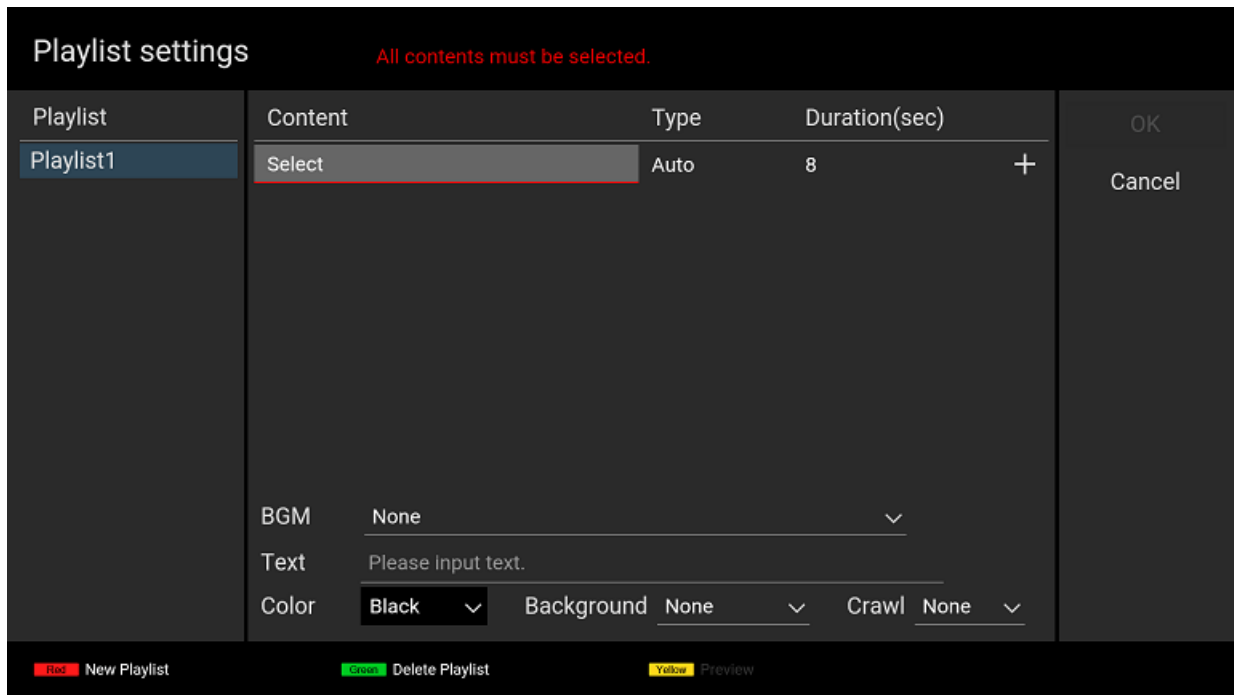 Playlist settings
All contents must be selected.
Playlist
Content Type Duration(sec)
OK
Playlist1
Select Auto 8 +
Cancel
BGM None
Text Please input text.
Color Black Background None Crawl None
Red New Playlist Green Delete Playlist Yellow Preview